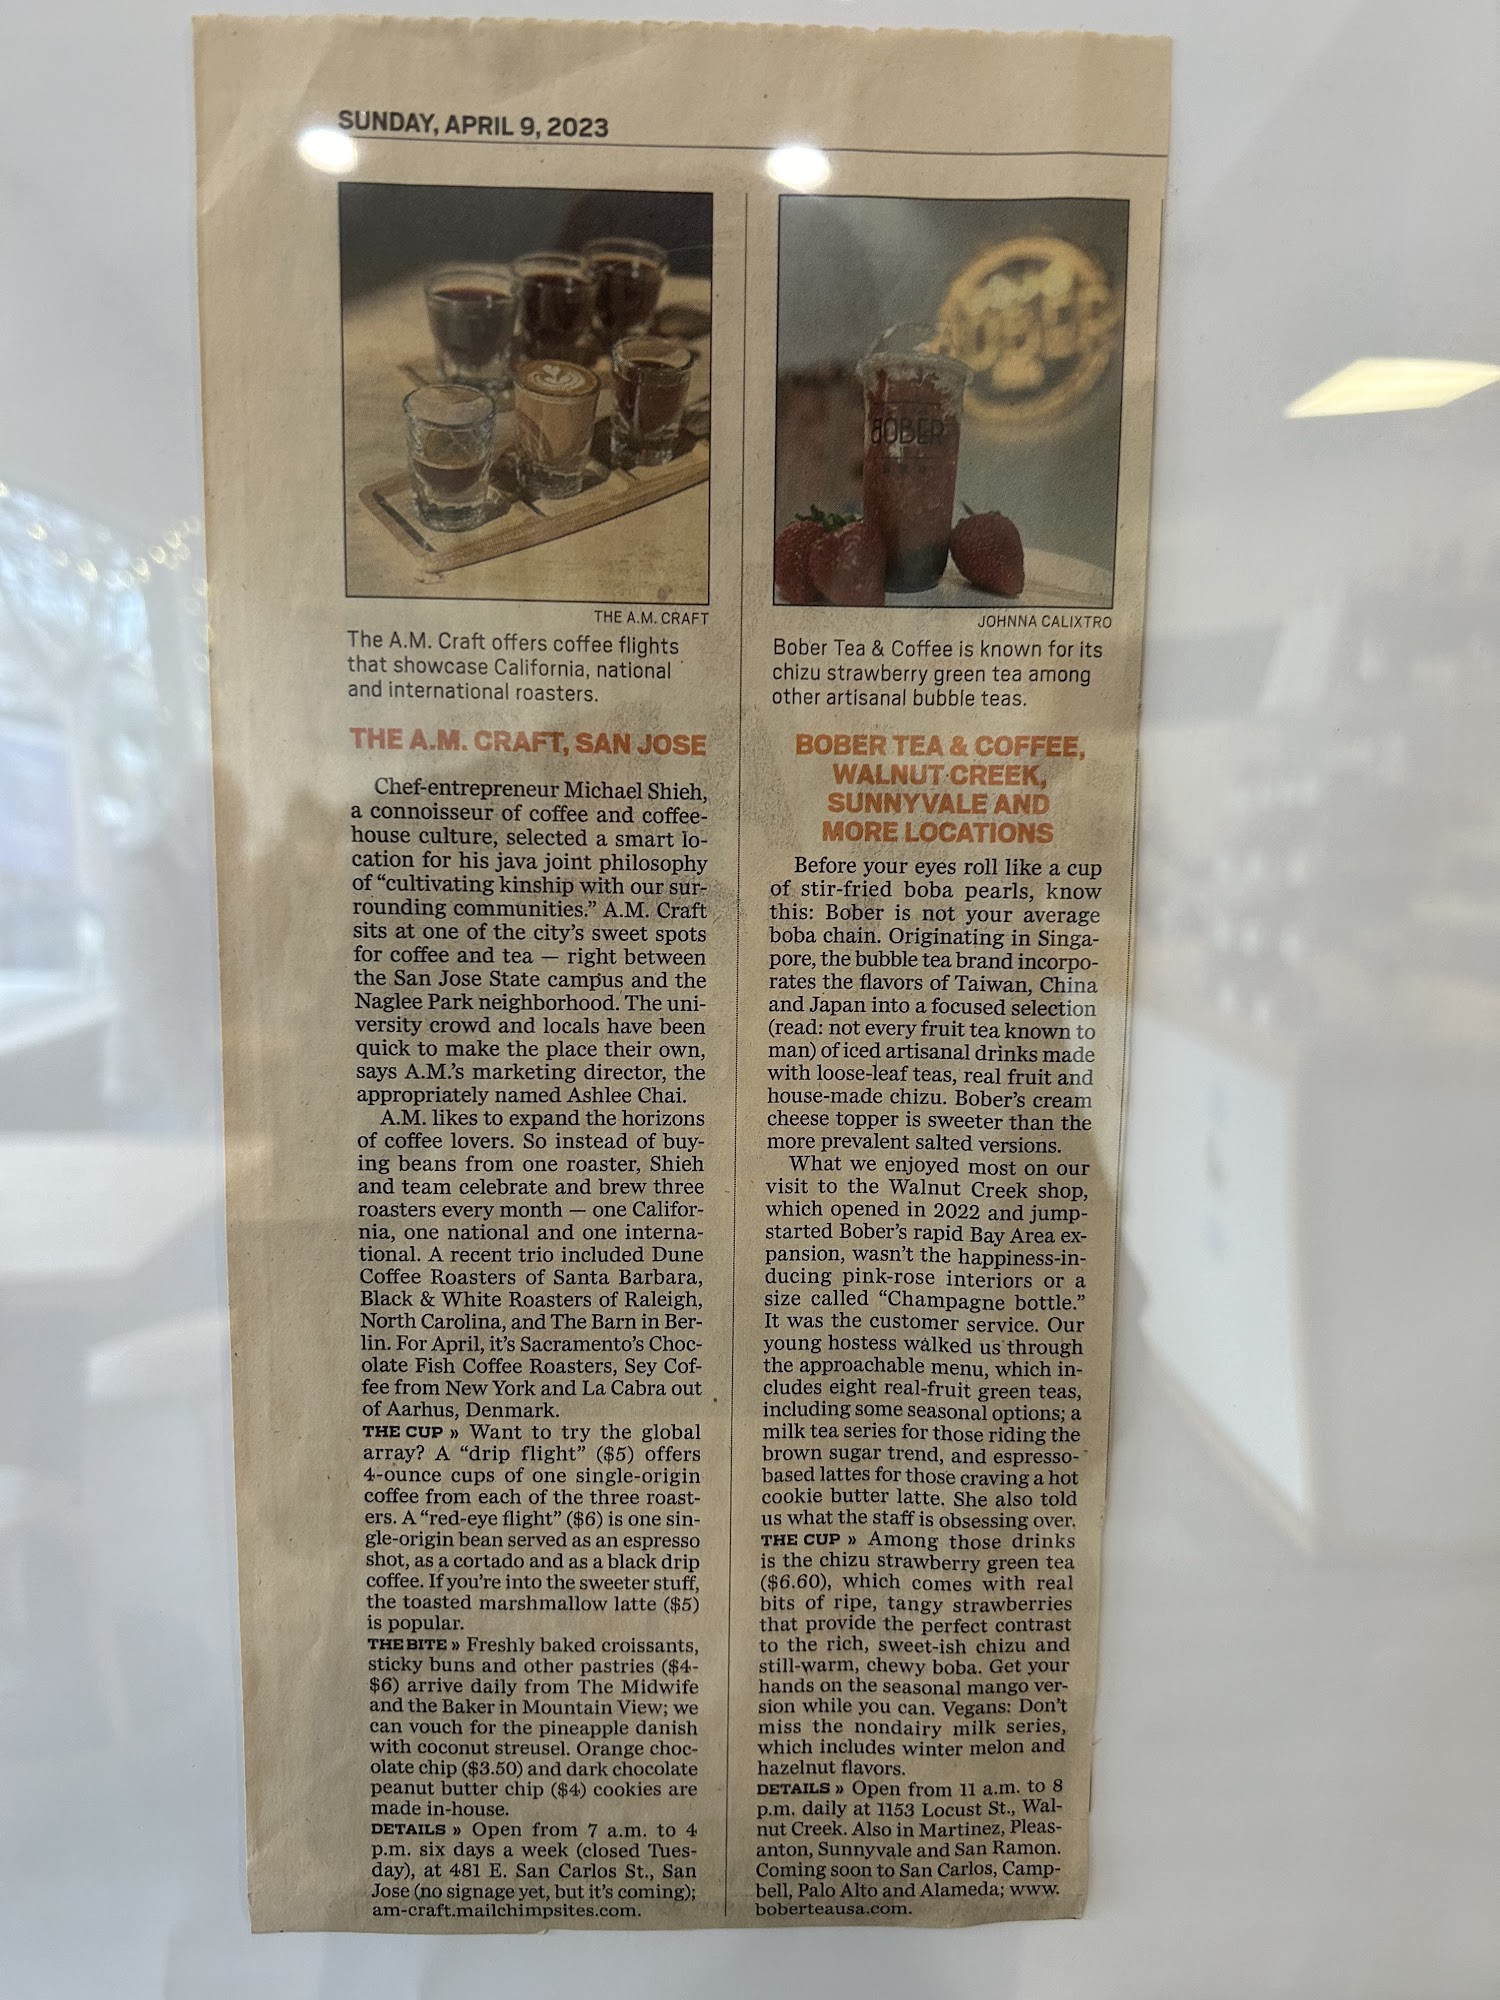 SUNDAY, APRIL 9, 2023
THE A.M. CRAFT
The A.M. Craft offers coffee flights
that showcase California, national
and international roasters.
THE A.M. CRAFT, SAN JOSE
Chef-entrepreneur Michael Shieh,
a connoisseur of coffee and coffee-
house culture, selected a smart lo-
cation for his java joint philosophy
of “cultivating kinship with our sur-
rounding communities.” A.M. Craft
sits at one of the city’s sweet spots
for coffee and tea — right between
the San Jose State campus and the
Naglee Park neighborhood. The uni-
versity crowd and locals have been
quick to make the place their own,
says A.M.’s marketing director, the
appropriately named Ashlee Chai.
A.M. likes to expand the horizons
of coffee lovers. So instead of buy-
ing beans from one roaster, Shieh
and team celebrate and brew three
roasters every month — one Califor-
nia, one national and one interna-
tional. A recent trio included Dune
Coffee Roasters of Santa Barbara,
Black & White Roasters of Raleigh,
North Carolina, and The Barn in Ber-
lin. For April, it’s Sacramento’s Choc-
olate Fish Coffee Roasters, Sey Cof-
fee from New York and La Cabra out
of Aarhus, Denmark.
THE CUP » Want to try the global
array? A “drip flight” ($5) offers
4-ounce cups of one single-origin
coffee from each of the three roast-
ers. A “red-eye flight” ($6) is one sin-
gle-origin bean served as an espresso
shot, as a cortado and as a black drip
coffee. If you’re into the sweeter stuff,
the toasted marshmallow latte ($5)
is popular.
THE BITE » Freshly baked croissants,
sticky buns and other pastries ($4-
$6) arrive daily from The Midwife
and the Baker in Mountain View; we
can vouch for the pineapple danish
with coconut streusel. Orange choc-
olate chip ($3.50) and dark chocolate
peanut butter chip ($4) cookies are
made in-house.
DETAILS » Open from 7 a.m. to 4
p.m. six days a week (closed Tues-
day), at 481 E. San Carlos St., San
Jose (no signage yet, but it’s coming);
am-craft.mailchimpsites.com.
BOBER
BOBER
JOHNNA CALIXTRO
Bober Tea & Coffee is known for its
chizu strawberry green tea among
other artisanal bubble teas.
BOBER TEA & COFFEE,
WALNUT CREEK,
SUNNYVALE AND
MORE LOCATIONS
Before your eyes roll like a cup
of stir-fried boba pearls, know
this: Bober is not your average
boba chain. Originating in Singa-
pore, the bubble tea brand incorpo-
rates the flavors of Taiwan, China
and Japan into a focused selection
(read: not every fruit tea known to
man) of iced artisanal drinks made
with loose-leaf teas, real fruit and
house-made chizu. Bober’s cream
cheese topper is sweeter than the
more prevalent salted versions.
What we enjoyed most on our
visit to the Walnut Creek shop,
which opened in 2022 and jump-
started Bober’s rapid Bay Area ex-
pansion, wasn’t the happiness-in-
ducing pink-rose interiors or a
size called “Champagne bottle.”
It was the customer service. Our
young hostess walked us through
the approachable menu, which in-
cludes eight real-fruit green teas,
including some seasonal options; a
milk tea series for those riding the
brown sugar trend, and espresso-
based lattes for those craving a hot
cookie butter latte. She also told
us what the staff is obsessing over.
THE CUP » Among those drinks
is the chizu strawberry green tea
($6.60), which comes with real
bits of ripe, tangy strawberries
that provide the perfect contrast
to the rich, sweet-ish chizu and
still-warm, chewy boba. Get your
hands on the seasonal mango ver-
sion while you can. Vegans: Don’t
miss the nondairy milk series,
which includes winter melon and
hazelnut flavors.
DETAILS » Open from 11 a.m. to 8
p.m. daily at 1153 Locust St., Wal-
nut Creek. Also in Martinez, Pleas-
anton, Sunnyvale and San Ramon.
Coming soon to San Carlos, Camp-
bell, Palo Alto and Alameda; www.
boberteausa.com.